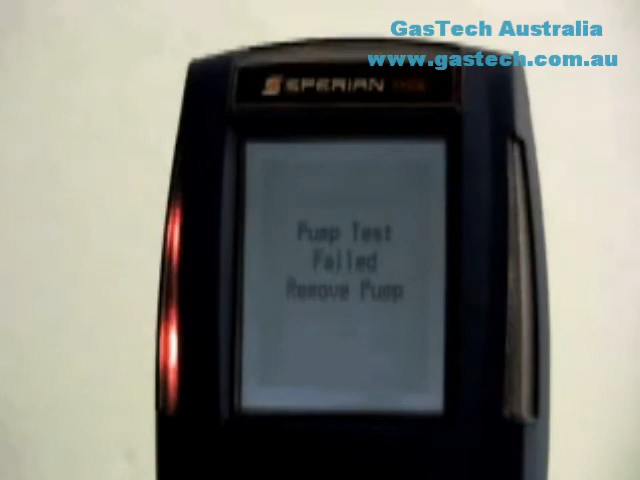 GasTech Australia
www.gastech.com.au
SPERIAN
Pump Test
Failed
Remove Pump